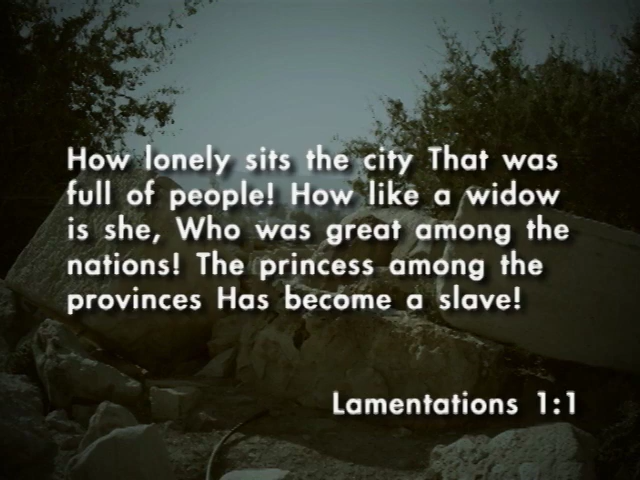 How lonely sits the city That was
full of people! How like a widow
is she, Who was great among the
nations! The princess among the
provinces Has become a slave!
Lamentations 1:1